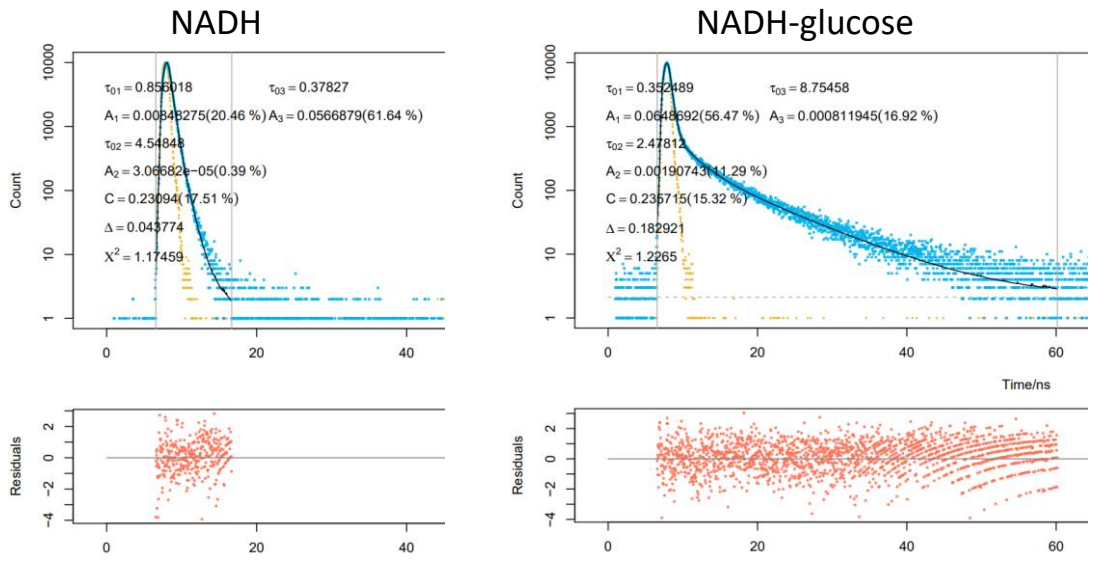 NADH
Count
10000
1000
100
10
1
τ01 = 0.856018 τ03 = 0.37827
A1 = 0.00848275(20.46 %) A3 = 0.0566879(61.64 %)
τ02 = 4.54848
A2 = 3.06682e−05(0.39 %)
C = 0.23094(17.51 %)
Δ = 0.043774
X2 = 1.17459
0 20 40
Residuals
2
0
−2
−4
0 20 40
NADH-glucose
Count
10000
1000
100
10
1
τ01 = 0.352489 τ03 = 8.75458
A1 = 0.0648692(56.47 %) A3 = 0.000811945(16.92 %)
τ02 = 2.47812
A2 = 0.00190743(11.29 %)
C = 0.235715(15.32 %)
Δ = 0.182921
X2 = 1.2265
0 20 40 60
Time/ns
Residuals
2
0
−2
−4
0 20 40 60